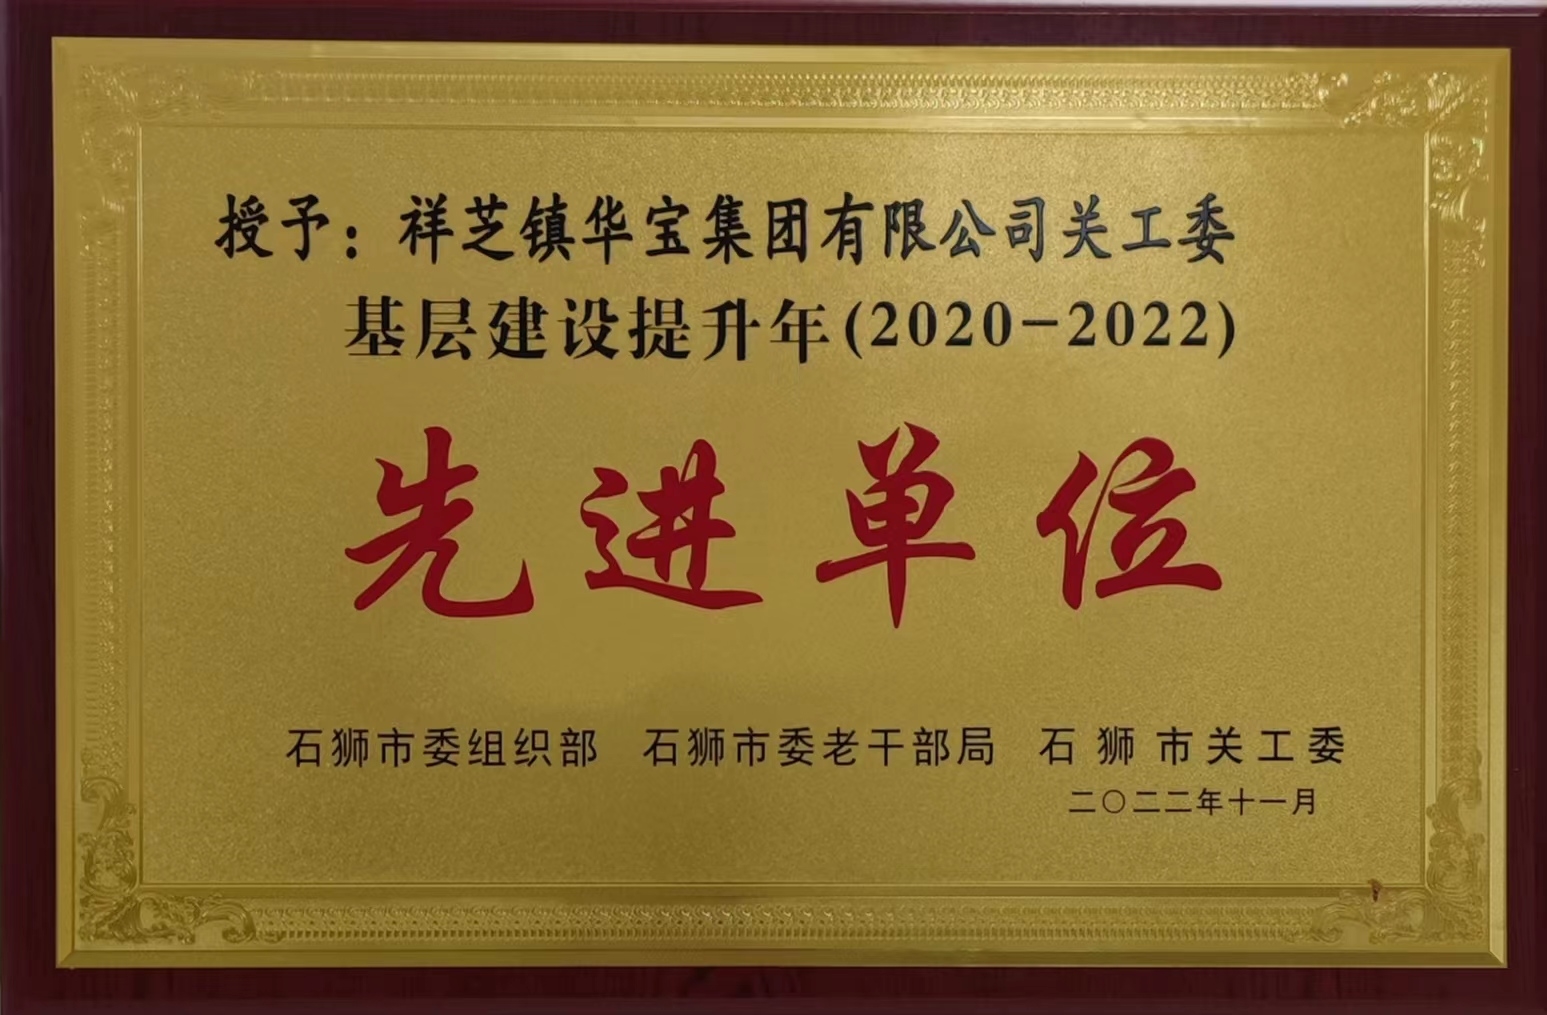 授予：祥芝镇华宝集团有限公司关工委
基层建设提升年(2020-2022)
先进单位
石狮市委组织部 石狮市委老干部局 石狮市关工委
二〇二二年十一月